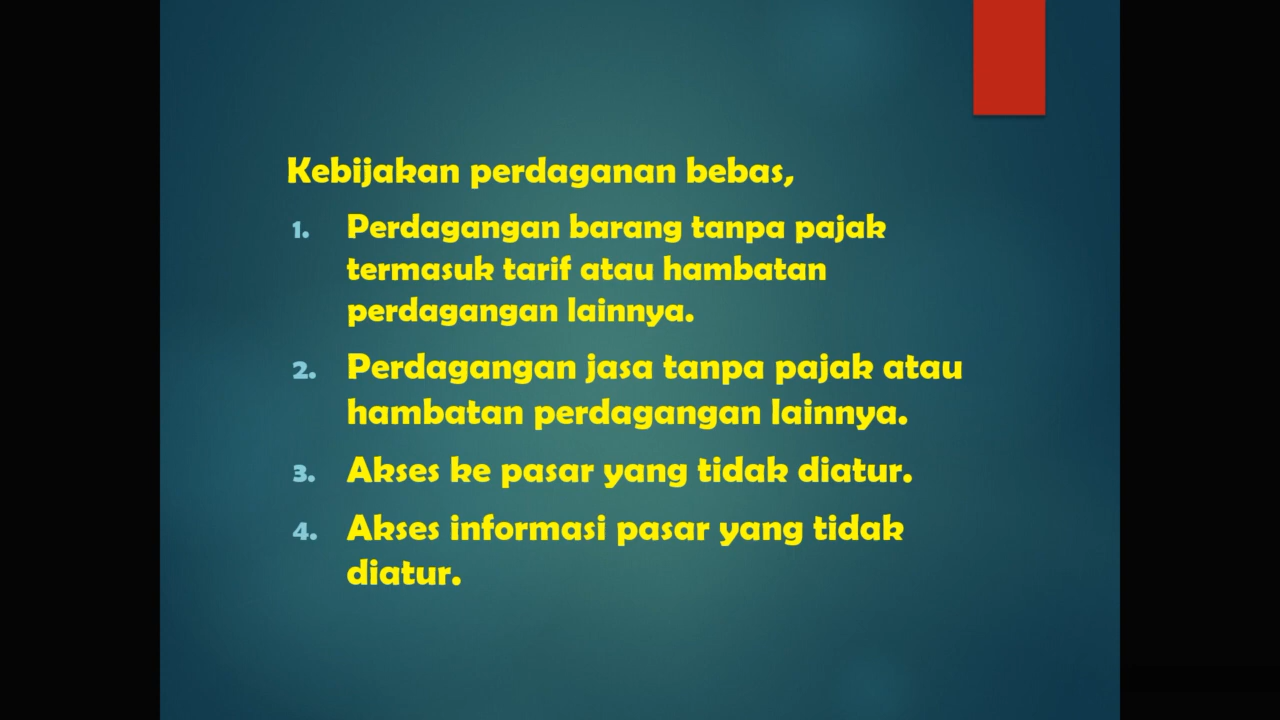 Kebijakan perdaganan bebas,
1. Perdagangan barang tanpa pajak
termasuk tarif atau hambatan
perdagangan lainnya.
2. Perdagangan jasa tanpa pajak atau
hambatan perdagangan lainnya.
3. Akses ke pasar yang tidak diatur.
4. Akses informasi pasar yang tidak
diatur.